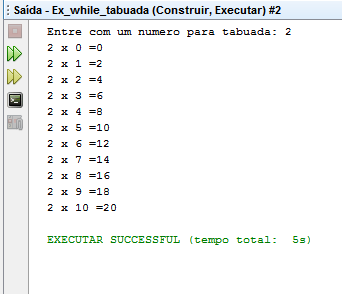 Saída - Ex_while_tabuada (Construir, Executar) #2
Entre com um numero para tabuada: 2
2 x 0 =0
2 x 1 =2
2 x 2 =4
2 x 3 =6
2 x 4 =8
2 x 5 =10
2 x 6 =12
2 x 7 =14
2 x 8 =16
2 x 9 =18
2 x 10 =20
EXECUTAR SUCCESSFUL (tempo total:  5s)